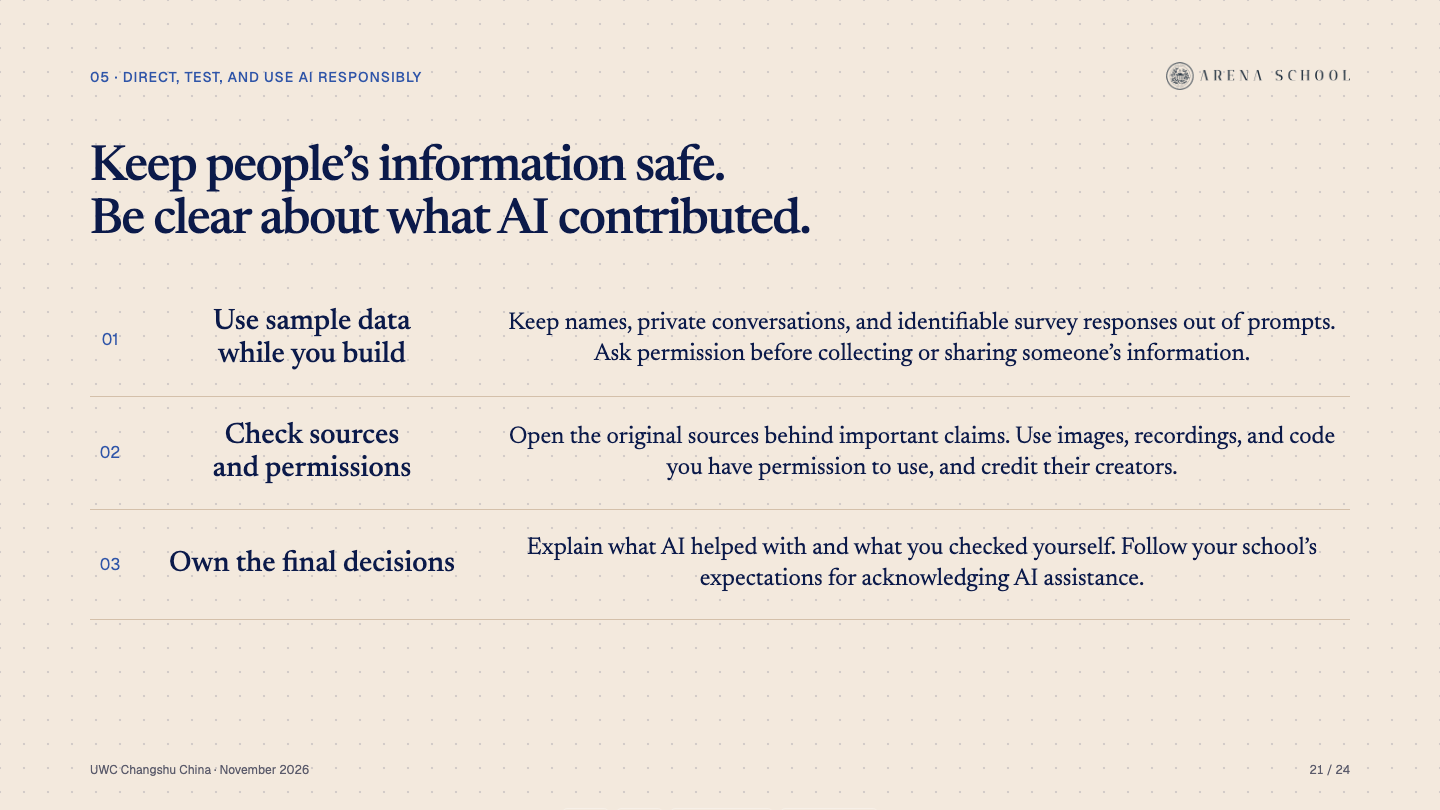 05 · DIRECT, TEST, AND USE AI RESPONSIBLY
ARENA SCHOOL
Keep people’s information safe.
Be clear about what AI contributed.
01
Use sample data
while you build
Keep names, private conversations, and identifiable survey responses out of prompts.
Ask permission before collecting or sharing someone’s information.
02
Check sources
and permissions
Open the original sources behind important claims. Use images, recordings, and code
you have permission to use, and credit their creators.
03
Own the final decisions
Explain what AI helped with and what you checked yourself. Follow your school’s
expectations for acknowledging AI assistance.
UWC Changshu China · November 2026
21 / 24